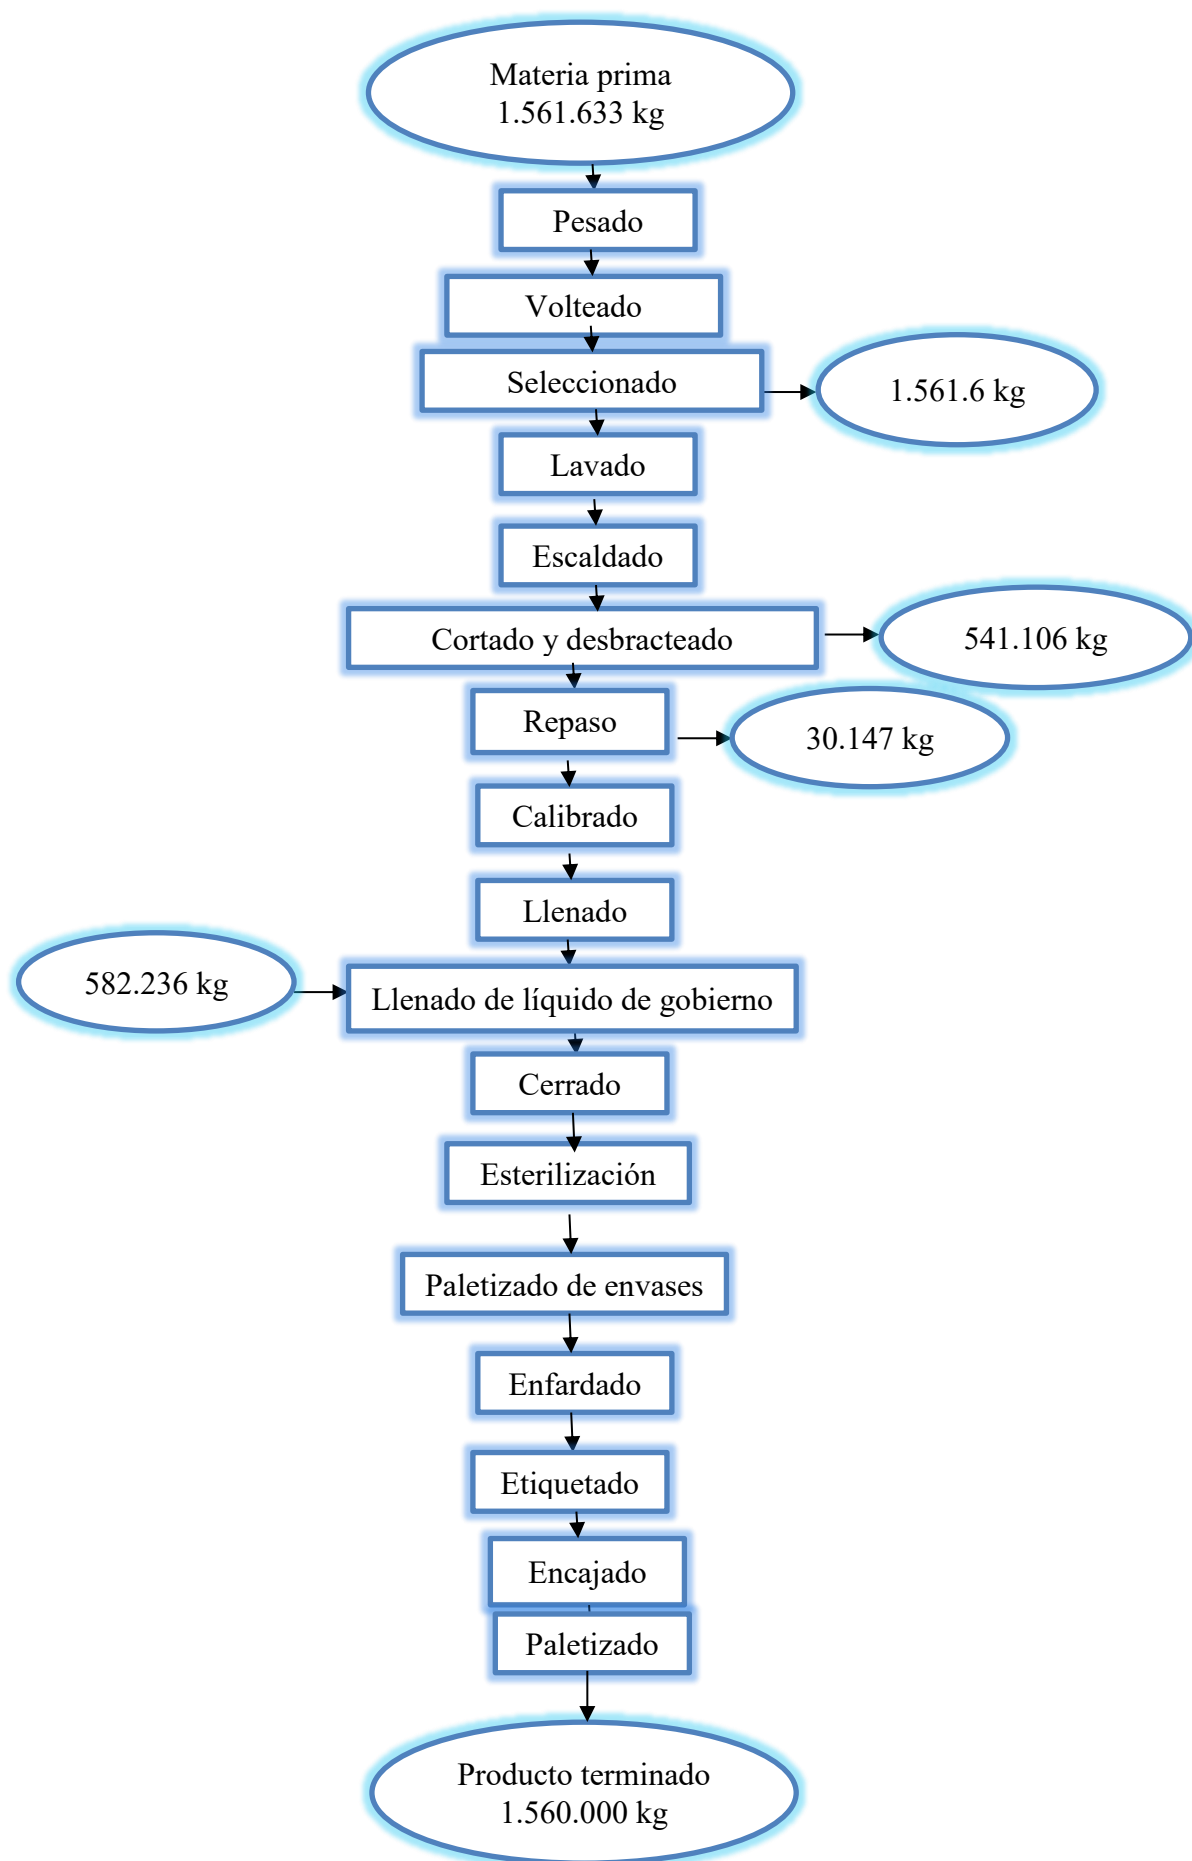 Materia prima
1.561.633 kg
Pesado
Volteado
Seleccionado
1.561.6 kg
Lavado
Escaldado
Cortado y desbracteado
541.106 kg
Repaso
30.147 kg
Calibrado
Llenado
582.236 kg
Llenado de líquido de gobierno
Cerrado
Esterilización
Paletizado de envases
Enfardado
Etiquetado
Encajado
Paletizado
Producto terminado
1.560.000 kg